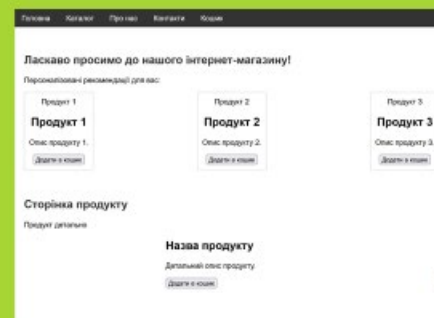 Головна Каталог Про нас Контакти Кошик
Ласкаво просимо до нашого інтернет-магазину!
Персоналізовані рекомендації для вас:
Продукт 1 Продукт 2 Продукт 3
Продукт 1 Продукт 2 Продукт 3
Опис продукту 1. Опис продукту 2. Опис продукту 3.
Додати в кошик Додати в кошик Додати в кошик
Сторінка продукту
Продукт детально
Назва продукту
Детальний опис продукту.
Додати в кошик